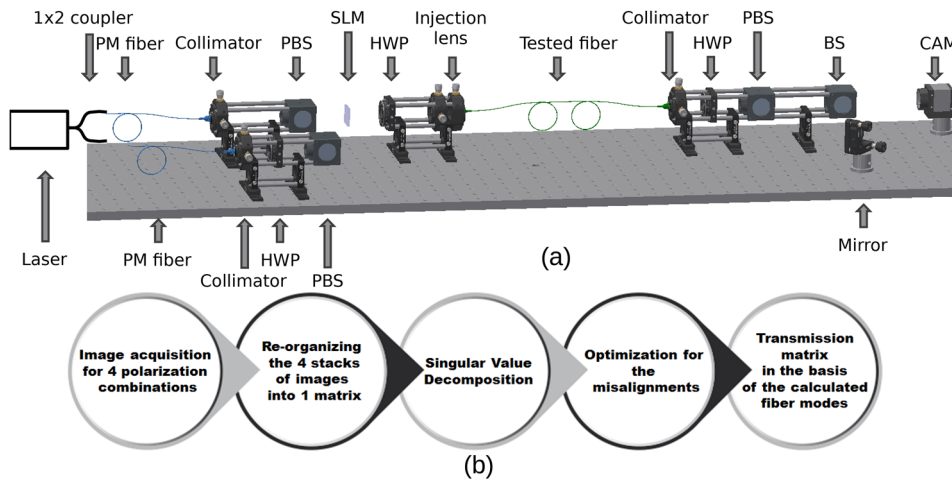 1x2 coupler
PM fiber
Collimator
PBS
SLM
HWP
Injection
lens
Tested fiber
Collimator
HWP
PBS
BS
CAM
Laser
PM fiber
Collimator
HWP
PBS
Mirror
(a)
Image acquisition
for 4 polarization
combinations
Re-organizing
the 4 stacks
of images
into 1 matrix
Singular Value
Decomposition
Optimization for
the
misalignments
Transmission
matrix
in the basis
of the calculated
fiber modes
(b)